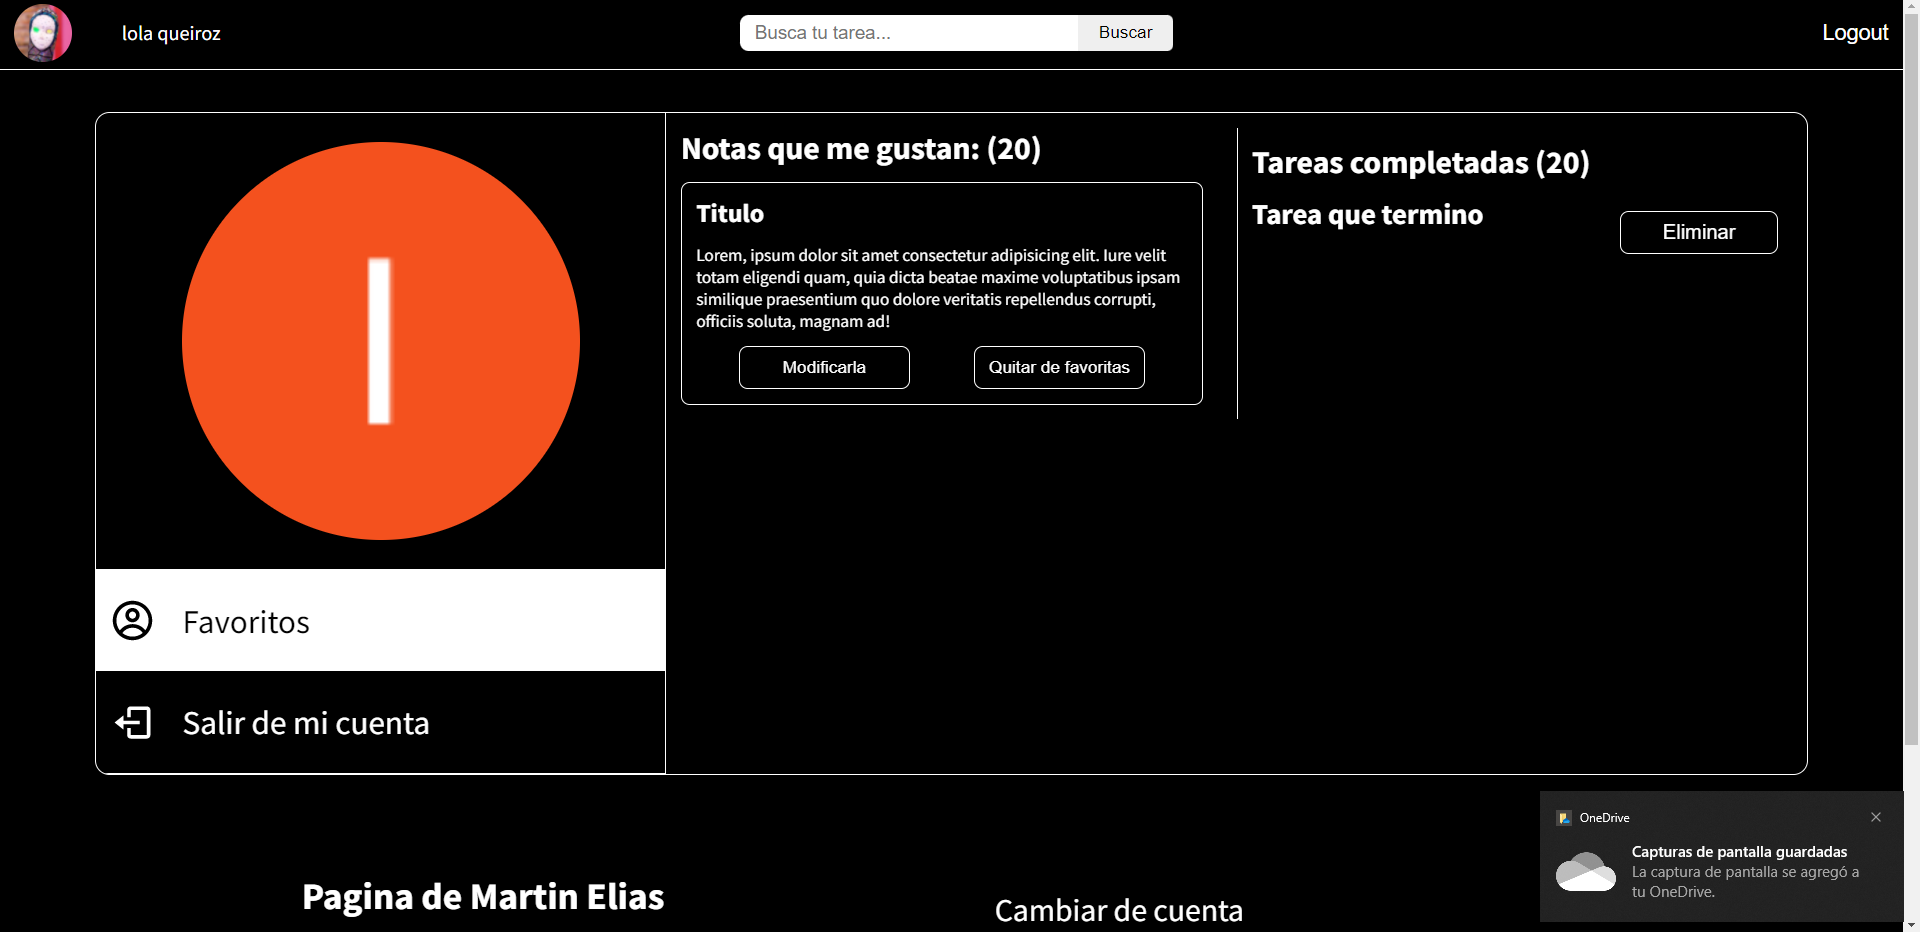 lola queiroz
Busca tu tarea...
Buscar
Logout
l
Favoritos
Salir de mi cuenta
Notas que me gustan: (20)
Titulo
Lorem, ipsum dolor sit amet consectetur adipisicing elit. Iure velit
totam eligendi quam, quia dicta beatae maxime voluptatibus ipsam
similique praesentium quo dolore veritatis repellendus corrupti,
officiis soluta, magnam ad!
Modificarla
Quitar de favoritas
Tareas completadas (20)
Tarea que termino
Eliminar
Pagina de Martin Elias
Cambiar de cuenta
OneDrive
Capturas de pantalla guardadas
La captura de pantalla se agregó a
tu OneDrive.